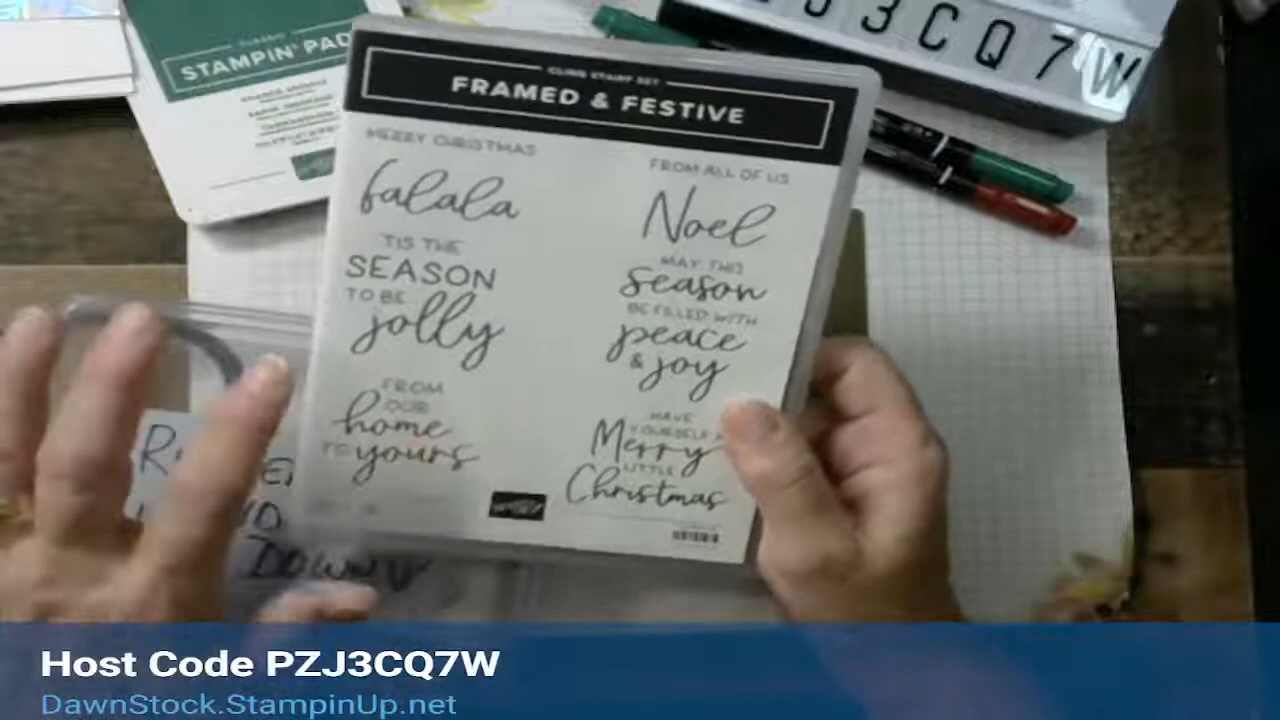 CLASSIC
STAMPIN' PAD
3CQ7W
CLING STAMP SET
FRAMED & FESTIVE
MERRY CHRISTMAS
falala
TIS THE
SEASON
TO BE
jolly
FROM
OUR
home
TO yours
FROM ALL OF US
Noel
MAY THIS
season
BE FILLED WITH
peace
& joy
HAVE
YOURSELF A
Merry
LITTLE
Christmas
DOWN
Host Code PZJ3CQ7W
DawnStock.StampinUp.net